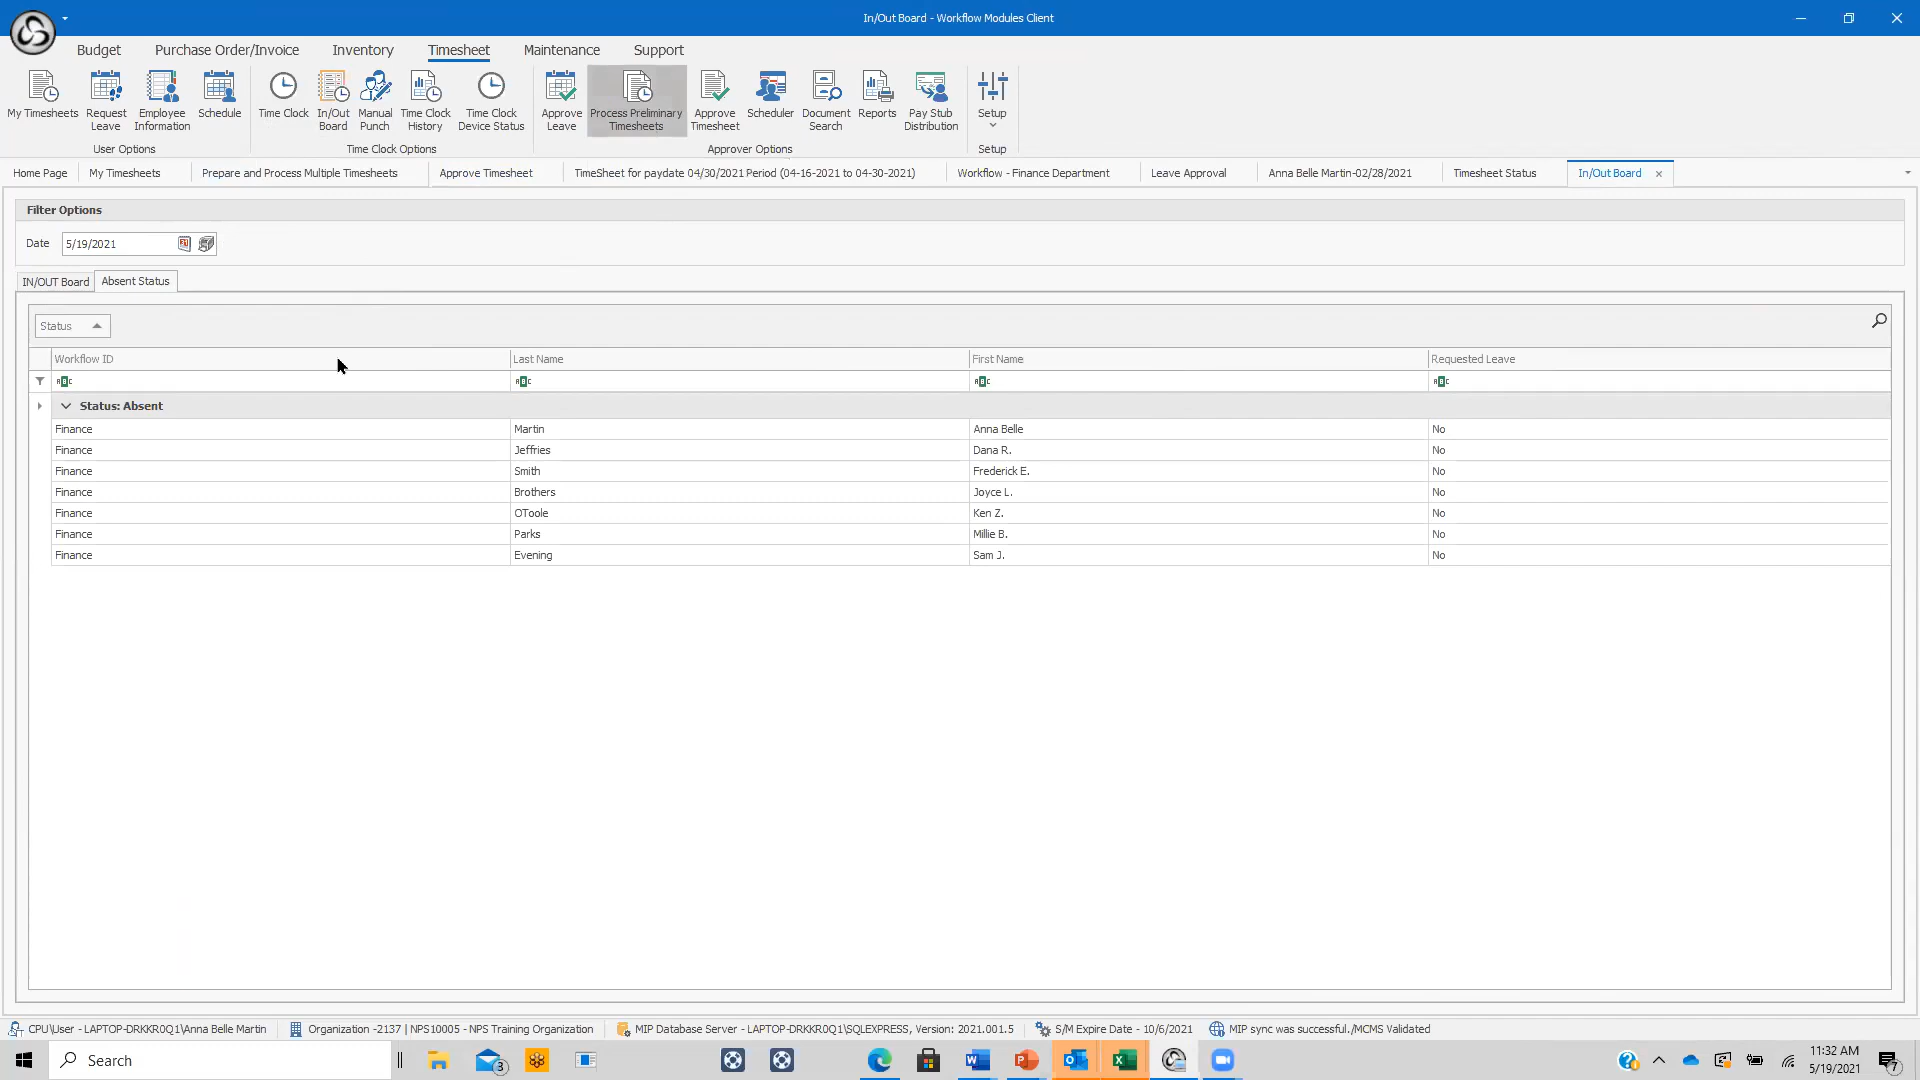 In/Out Board - Workflow Modules Client
Budget Purchase Order/Invoice Inventory Timesheet Maintenance Support
My Timesheets Request Leave Employee Information Schedule Time Clock In/Out Board Manual Punch Time Clock History Time Clock Device Status Approve Leave Process Preliminary Timesheets Approve Timesheet Scheduler Document Search Reports Pay Stub Distribution Setup
User Options Time Clock Options Approver Options Setup
Home Page My Timesheets Prepare and Process Multiple Timesheets Approve Timesheet TimeSheet for paydate 04/30/2021 Period (04-16-2021 to 04-30-2021) Workflow - Finance Department Leave Approval Anna Belle Martin-02/28/2021 Timesheet Status In/Out Board
Filter Options
Date 5/19/2021 31
IN/OUT Board Absent Status
Status
Workflow ID Last Name First Name Requested Leave
ABC ABC ABC ABC
Status: Absent
Finance Martin Anna Belle No
Finance Jeffries Dana R. No
Finance Smith Frederick E. No
Finance Brothers Joyce L. No
Finance OToole Ken Z. No
Finance Parks Millie B. No
Finance Evening Sam J. No
CPU\User - LAPTOP-DRKKR0Q1\Anna Belle Martin Organization -2137 | NPS10005 - NPS Training Organization MIP Database Server - LAPTOP-DRKKR0Q1\SQLEXPRESS, Version: 2021.001.5 S/M Expire Date - 10/6/2021 MIP sync was successful./MCMS Validated
Search 3 11:32 AM
5/19/2021 7